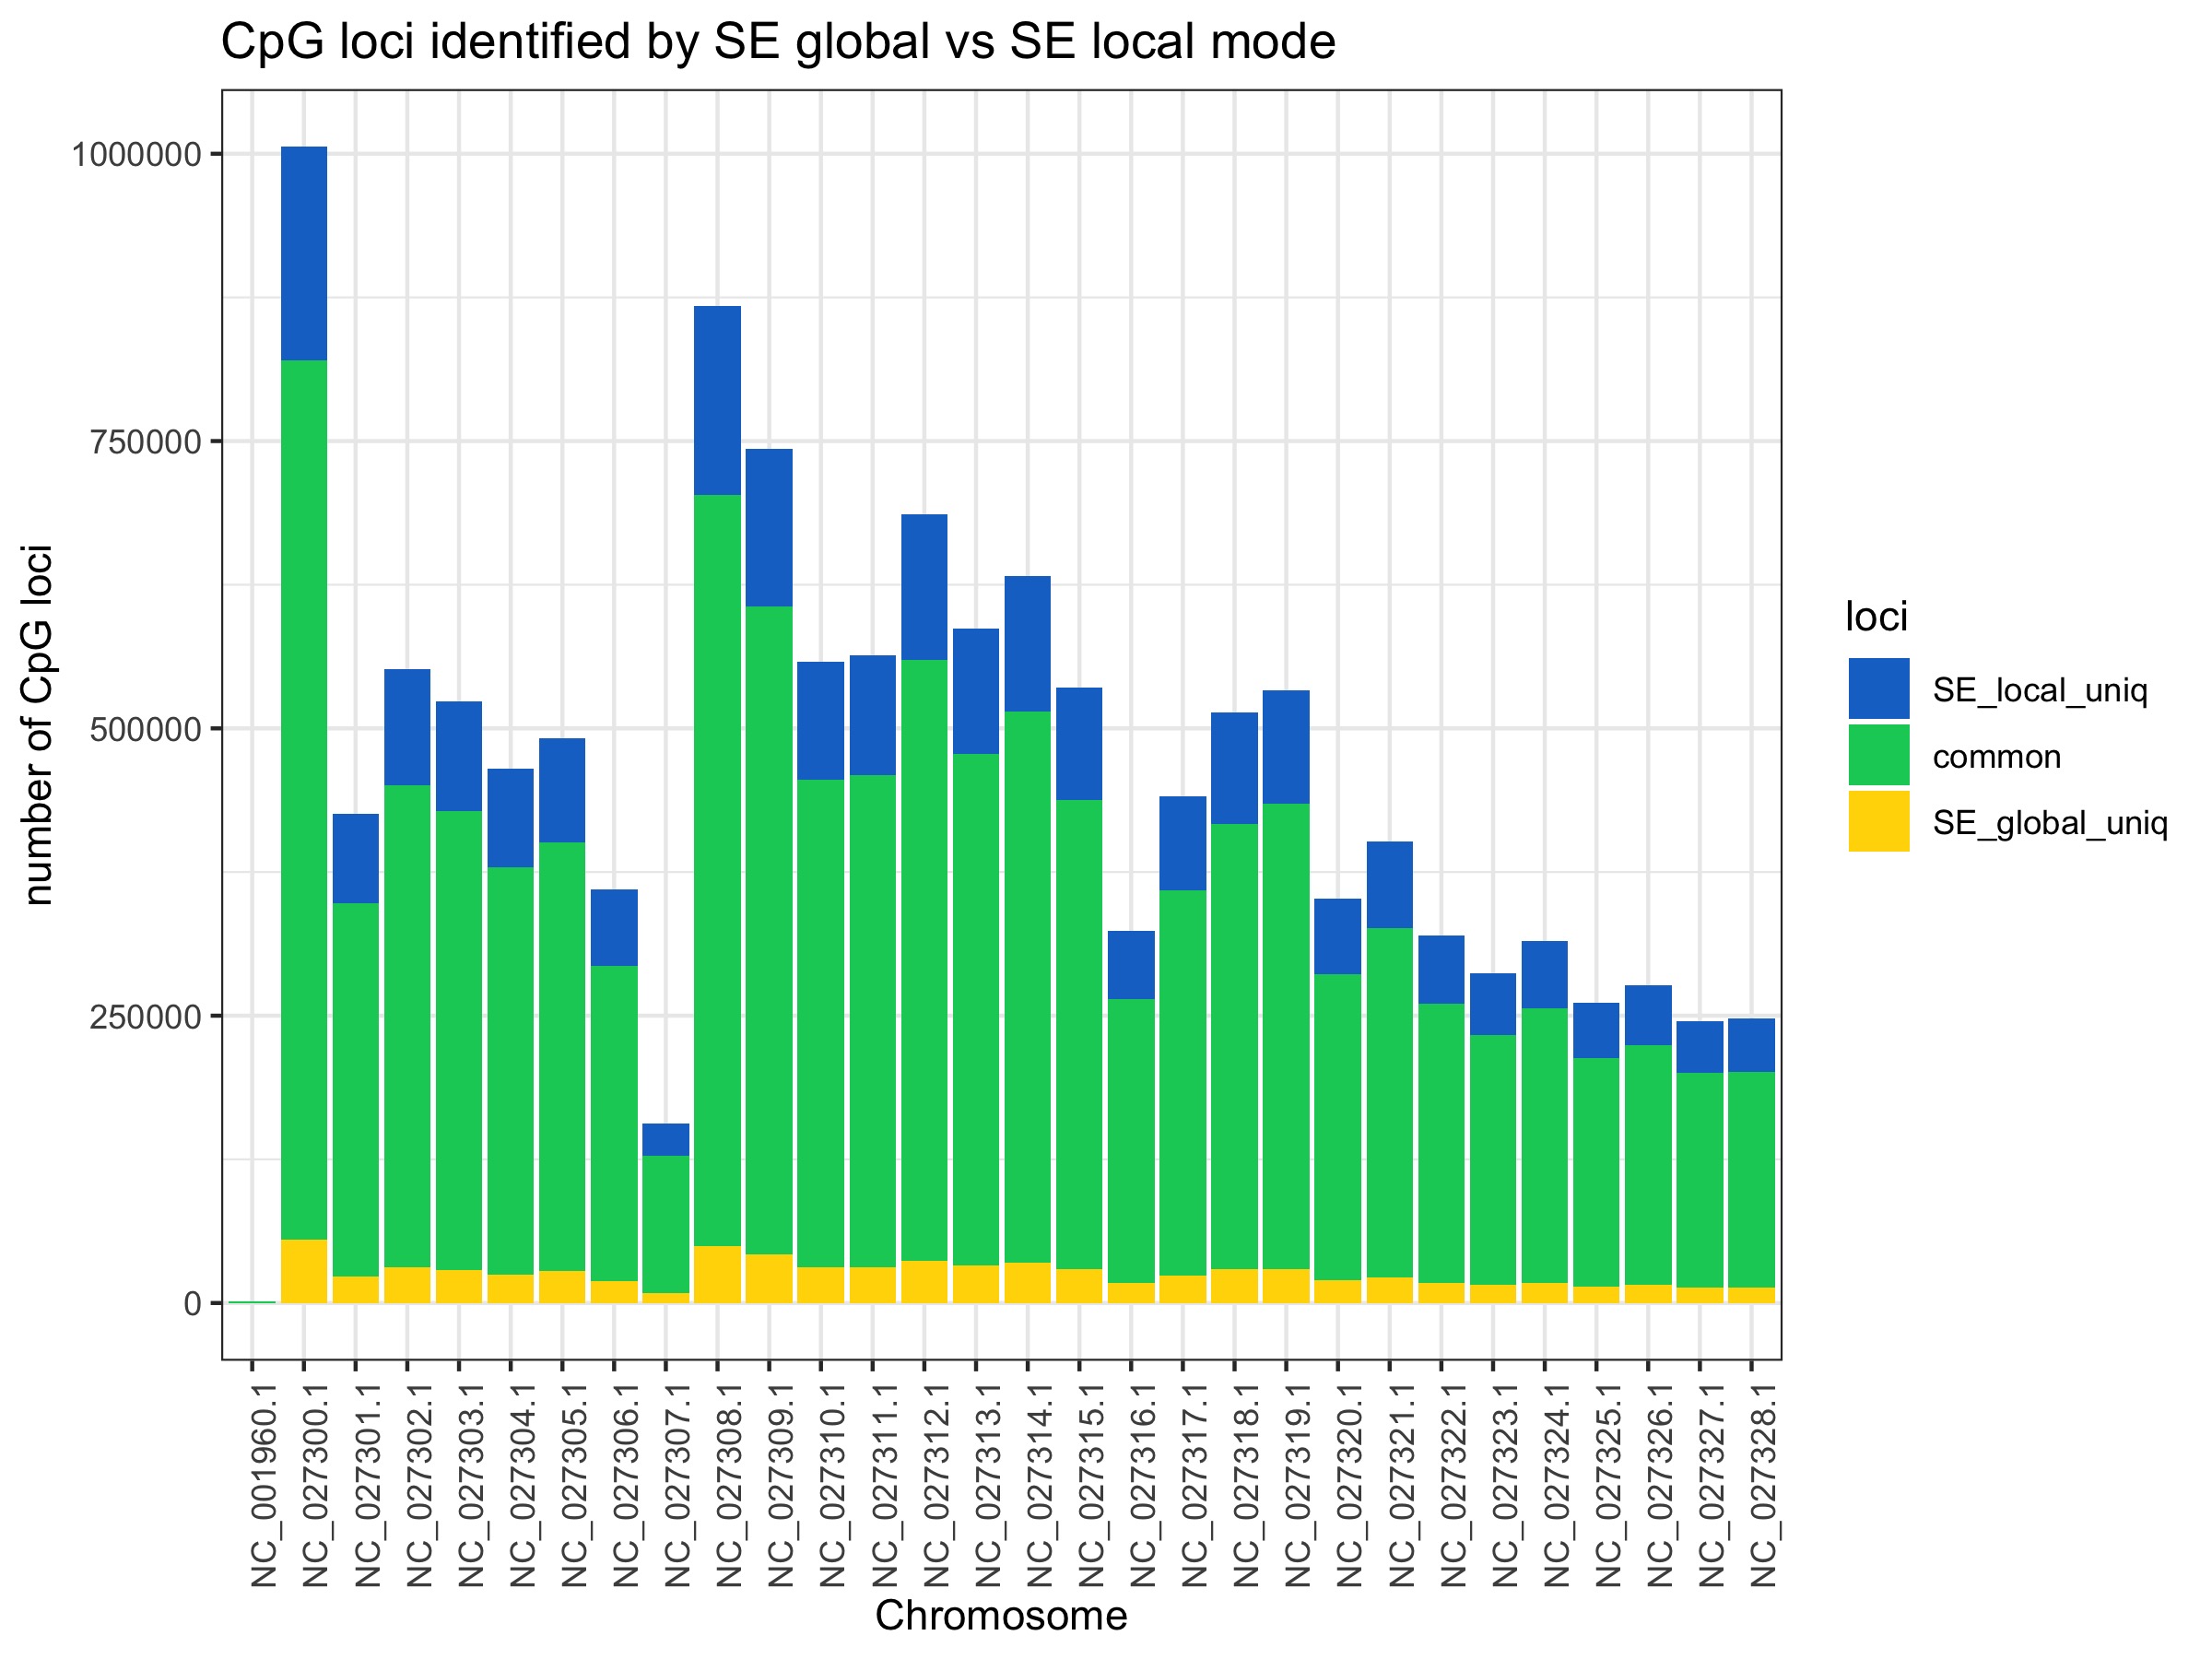 CpG loci identified by SE global vs SE local mode
number of CpG loci
1000000
750000
500000
250000
0
NC_001960.1
NC_027300.1
NC_027301.1
NC_027302.1
NC_027303.1
NC_027304.1
NC_027305.1
NC_027306.1
NC_027307.1
NC_027308.1
NC_027309.1
NC_027310.1
NC_027311.1
NC_027312.1
NC_027313.1
NC_027314.1
NC_027315.1
NC_027316.1
NC_027317.1
NC_027318.1
NC_027319.1
NC_027320.1
NC_027321.1
NC_027322.1
NC_027323.1
NC_027324.1
NC_027325.1
NC_027326.1
NC_027327.1
NC_027328.1
Chromosome
loci
SE_local_uniq
common
SE_global_uniq